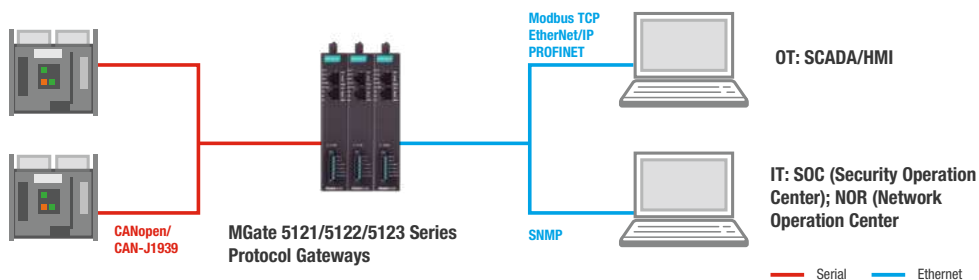 Modbus TCP
EtherNet/IP
PROFINET
OT: SCADA/HMI
CANopen/
CAN-J1939
MGate 5121/5122/5123 Series
Protocol Gateways
SNMP
IT: SOC (Security Operation
Center); NOR (Network
Operation Center
Serial
Ethernet